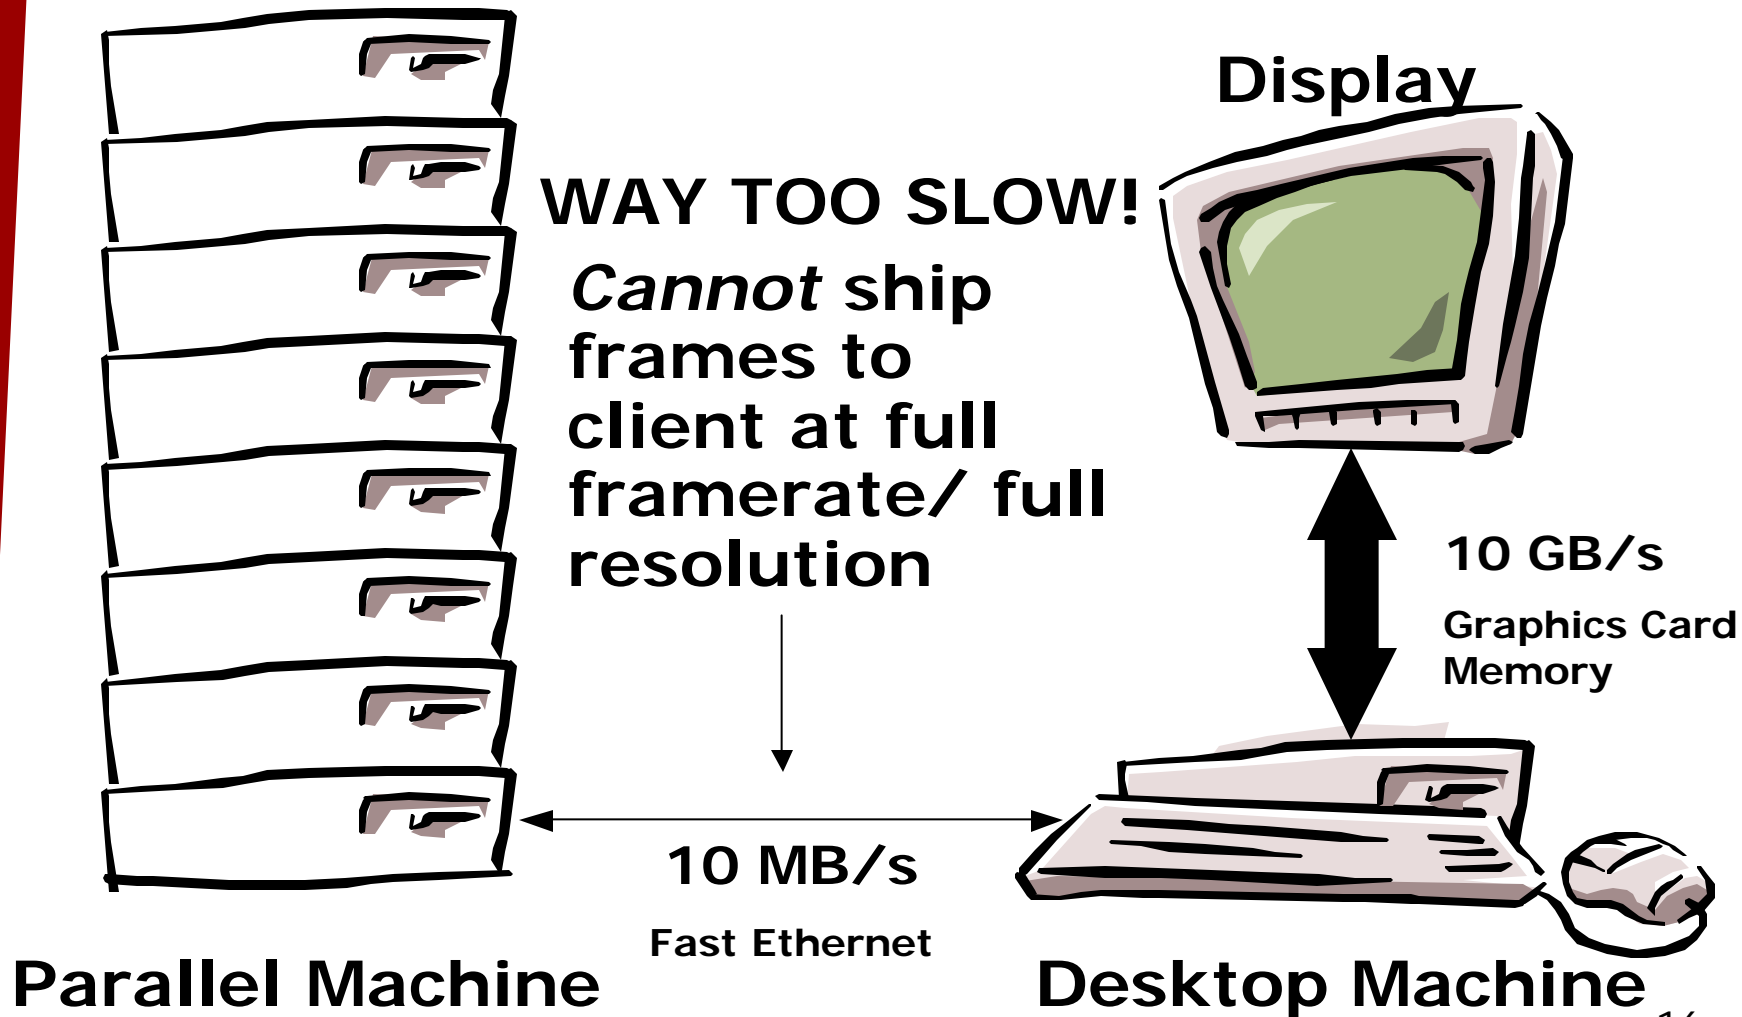 Display
WAY TOO SLOW!
Cannot ship
frames to
client at full
framerate/ full
resolution
10 GB/s
Graphics Card
Memory
10 MB/s
Fast Ethernet
Parallel Machine
Desktop Machine